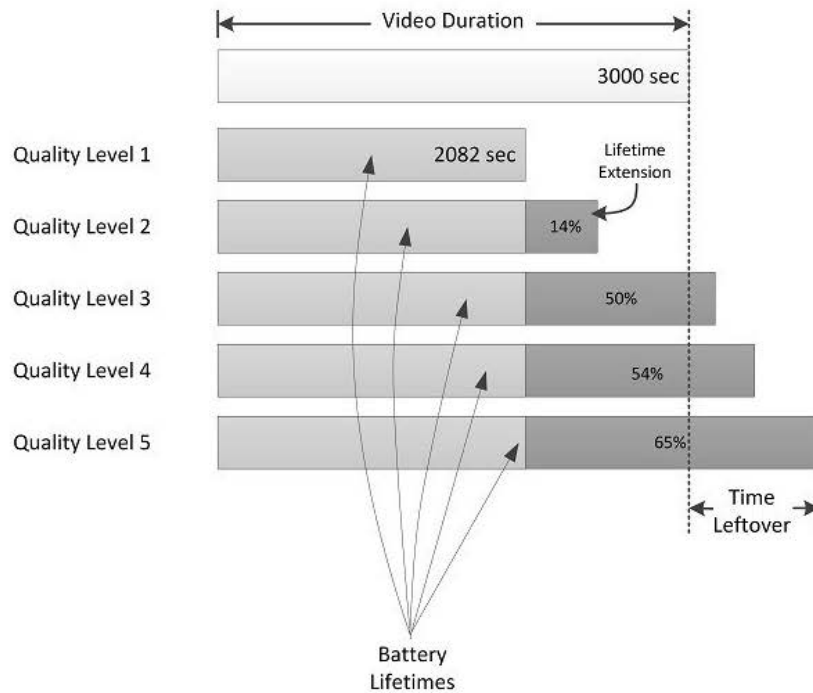 Video Duration
3000 sec
Quality Level 1
2082 sec
Lifetime
Extension
Quality Level 2
14%
Quality Level 3
50%
Quality Level 4
54%
Quality Level 5
65%
Time
Leftover
Battery
Lifetimes